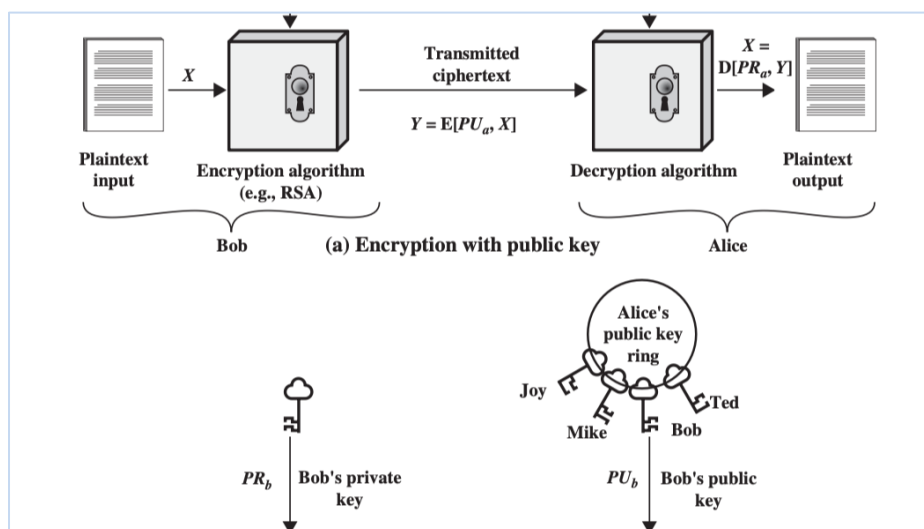 X
Transmitted
ciphertext
X =
D[PRa, Y]
Y = E[PUa, X]
Plaintext
input
Encryption algorithm
(e.g., RSA)
Decryption algorithm
Plaintext
output
Bob
(a) Encryption with public key
Alice
Alice's
public key
ring
Joy
Mike
Bob
Ted
PRb
Bob's private
key
PUb
Bob's public
key